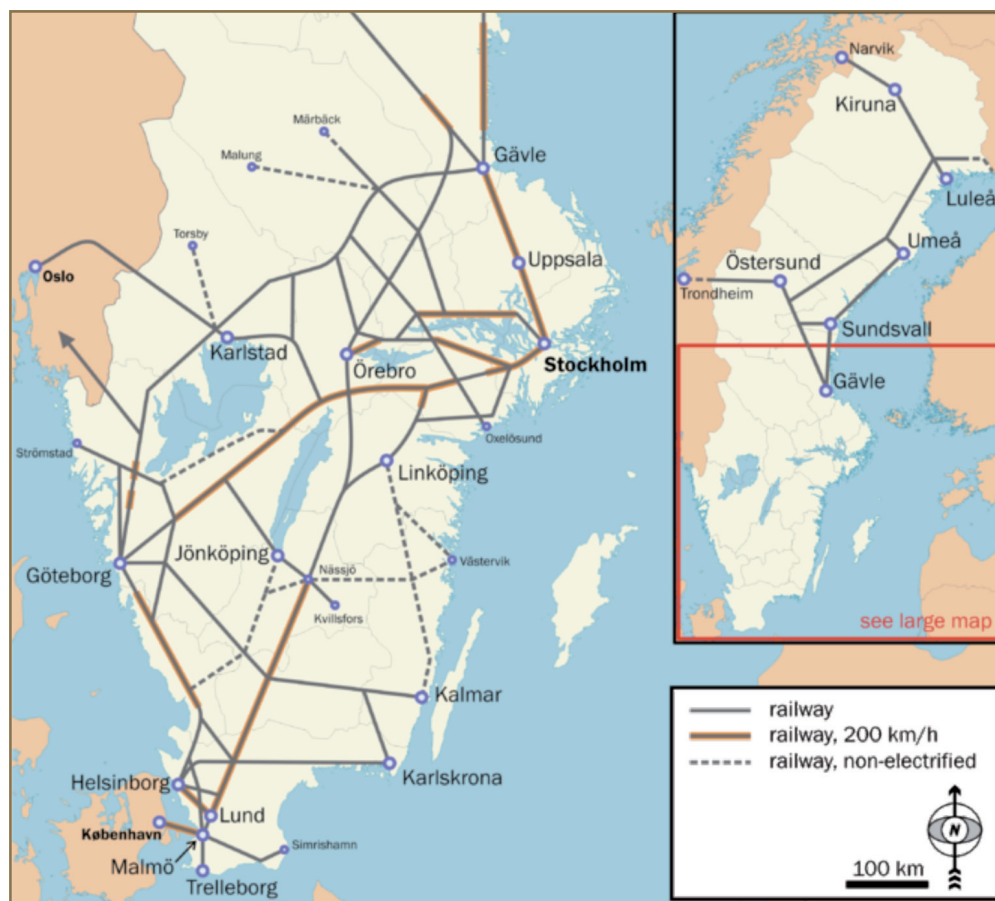 Märbäck
Malung
Gävle
Torsby
Uppsala
Oslo
Karlstad
Örebro
Stockholm
Strömstad
Oxelösund
Linköping
Jönköping
Nässjö
Västervik
Göteborg
Kvillsfors
Kalmar
Helsinborg
Karlskrona
Lund
København
Malmö
Simrishamn
Trelleborg
Narvik
Kiruna
Luleå
Umeå
Östersund
Trondheim
Sundsvall
Gävle
see large map
railway
railway, 200 km/h
railway, non-electrified
N
100 km